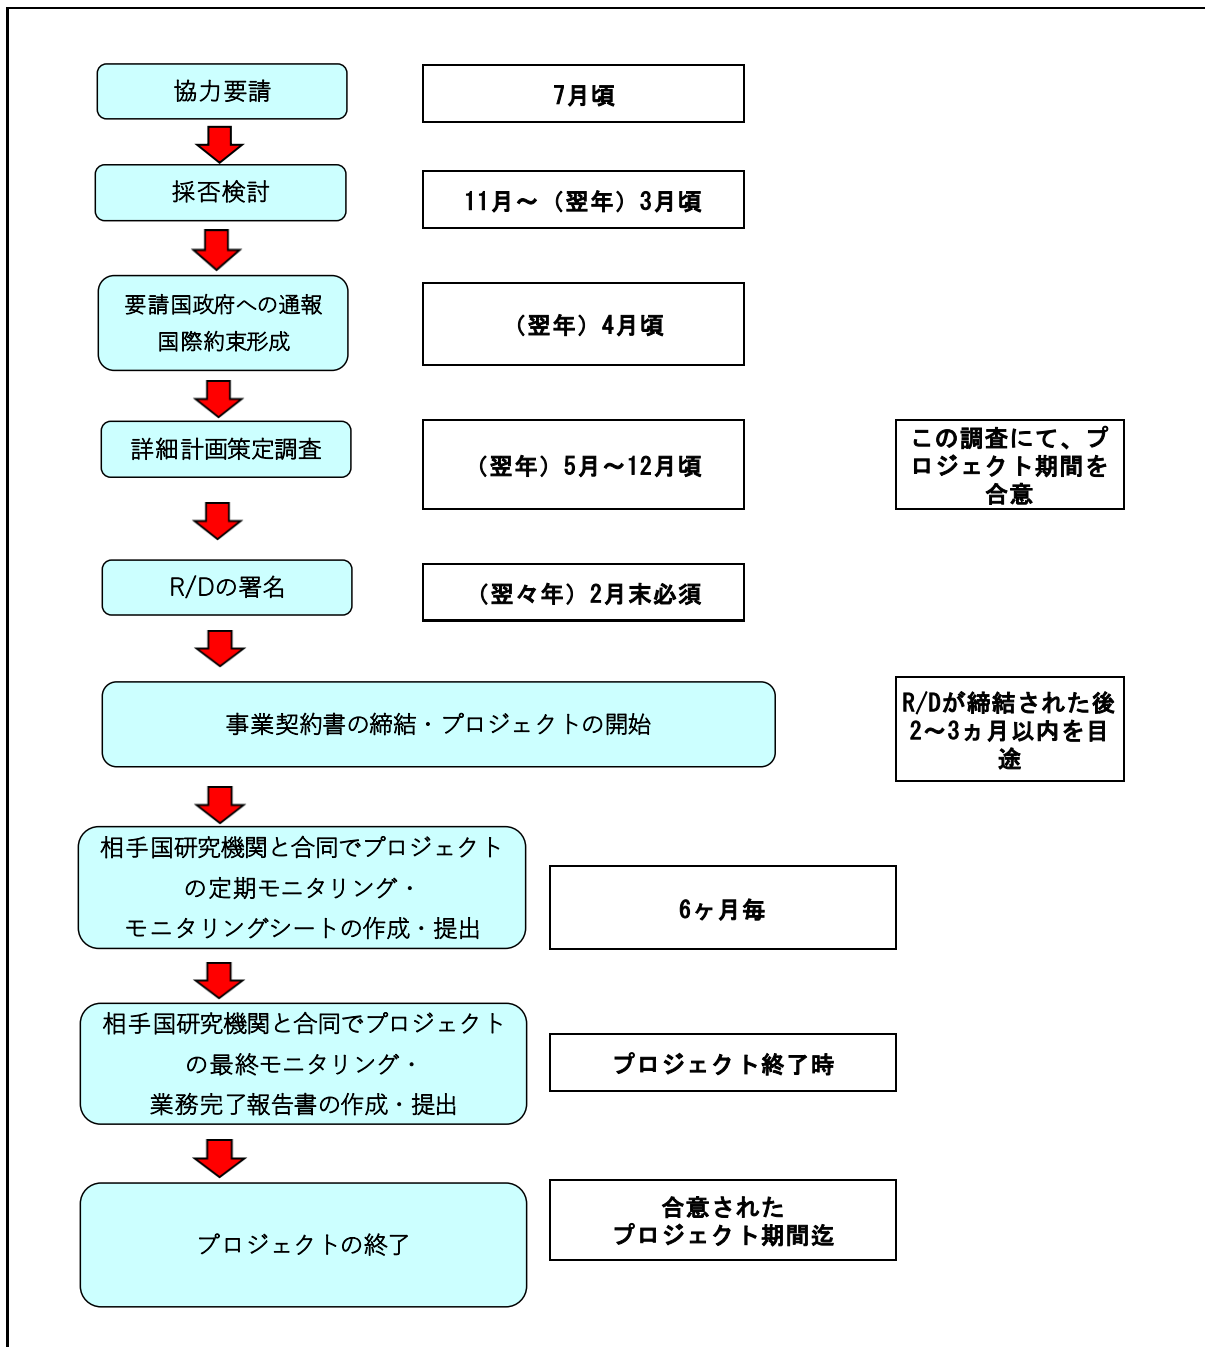 協力要請
7月頃
採否検討
11月～（翌年）3月頃
要請国政府への通報
国際約束形成
（翌年）4月頃
詳細計画策定調査
（翌年）5月～12月頃
この調査にて、プ
ロジェクト期間を
合意
R/Dの署名
（翌々年）2月末必須
事業契約書の締結・プロジェクトの開始
R/Dが締結された後
2～3ヵ月以内を目
途
相手国研究機関と合同でプロジェクト
の定期モニタリング・
モニタリングシートの作成・提出
6ヶ月毎
相手国研究機関と合同でプロジェクト
の最終モニタリング・
業務完了報告書の作成・提出
プロジェクト終了時
プロジェクトの終了
合意された
プロジェクト期間迄